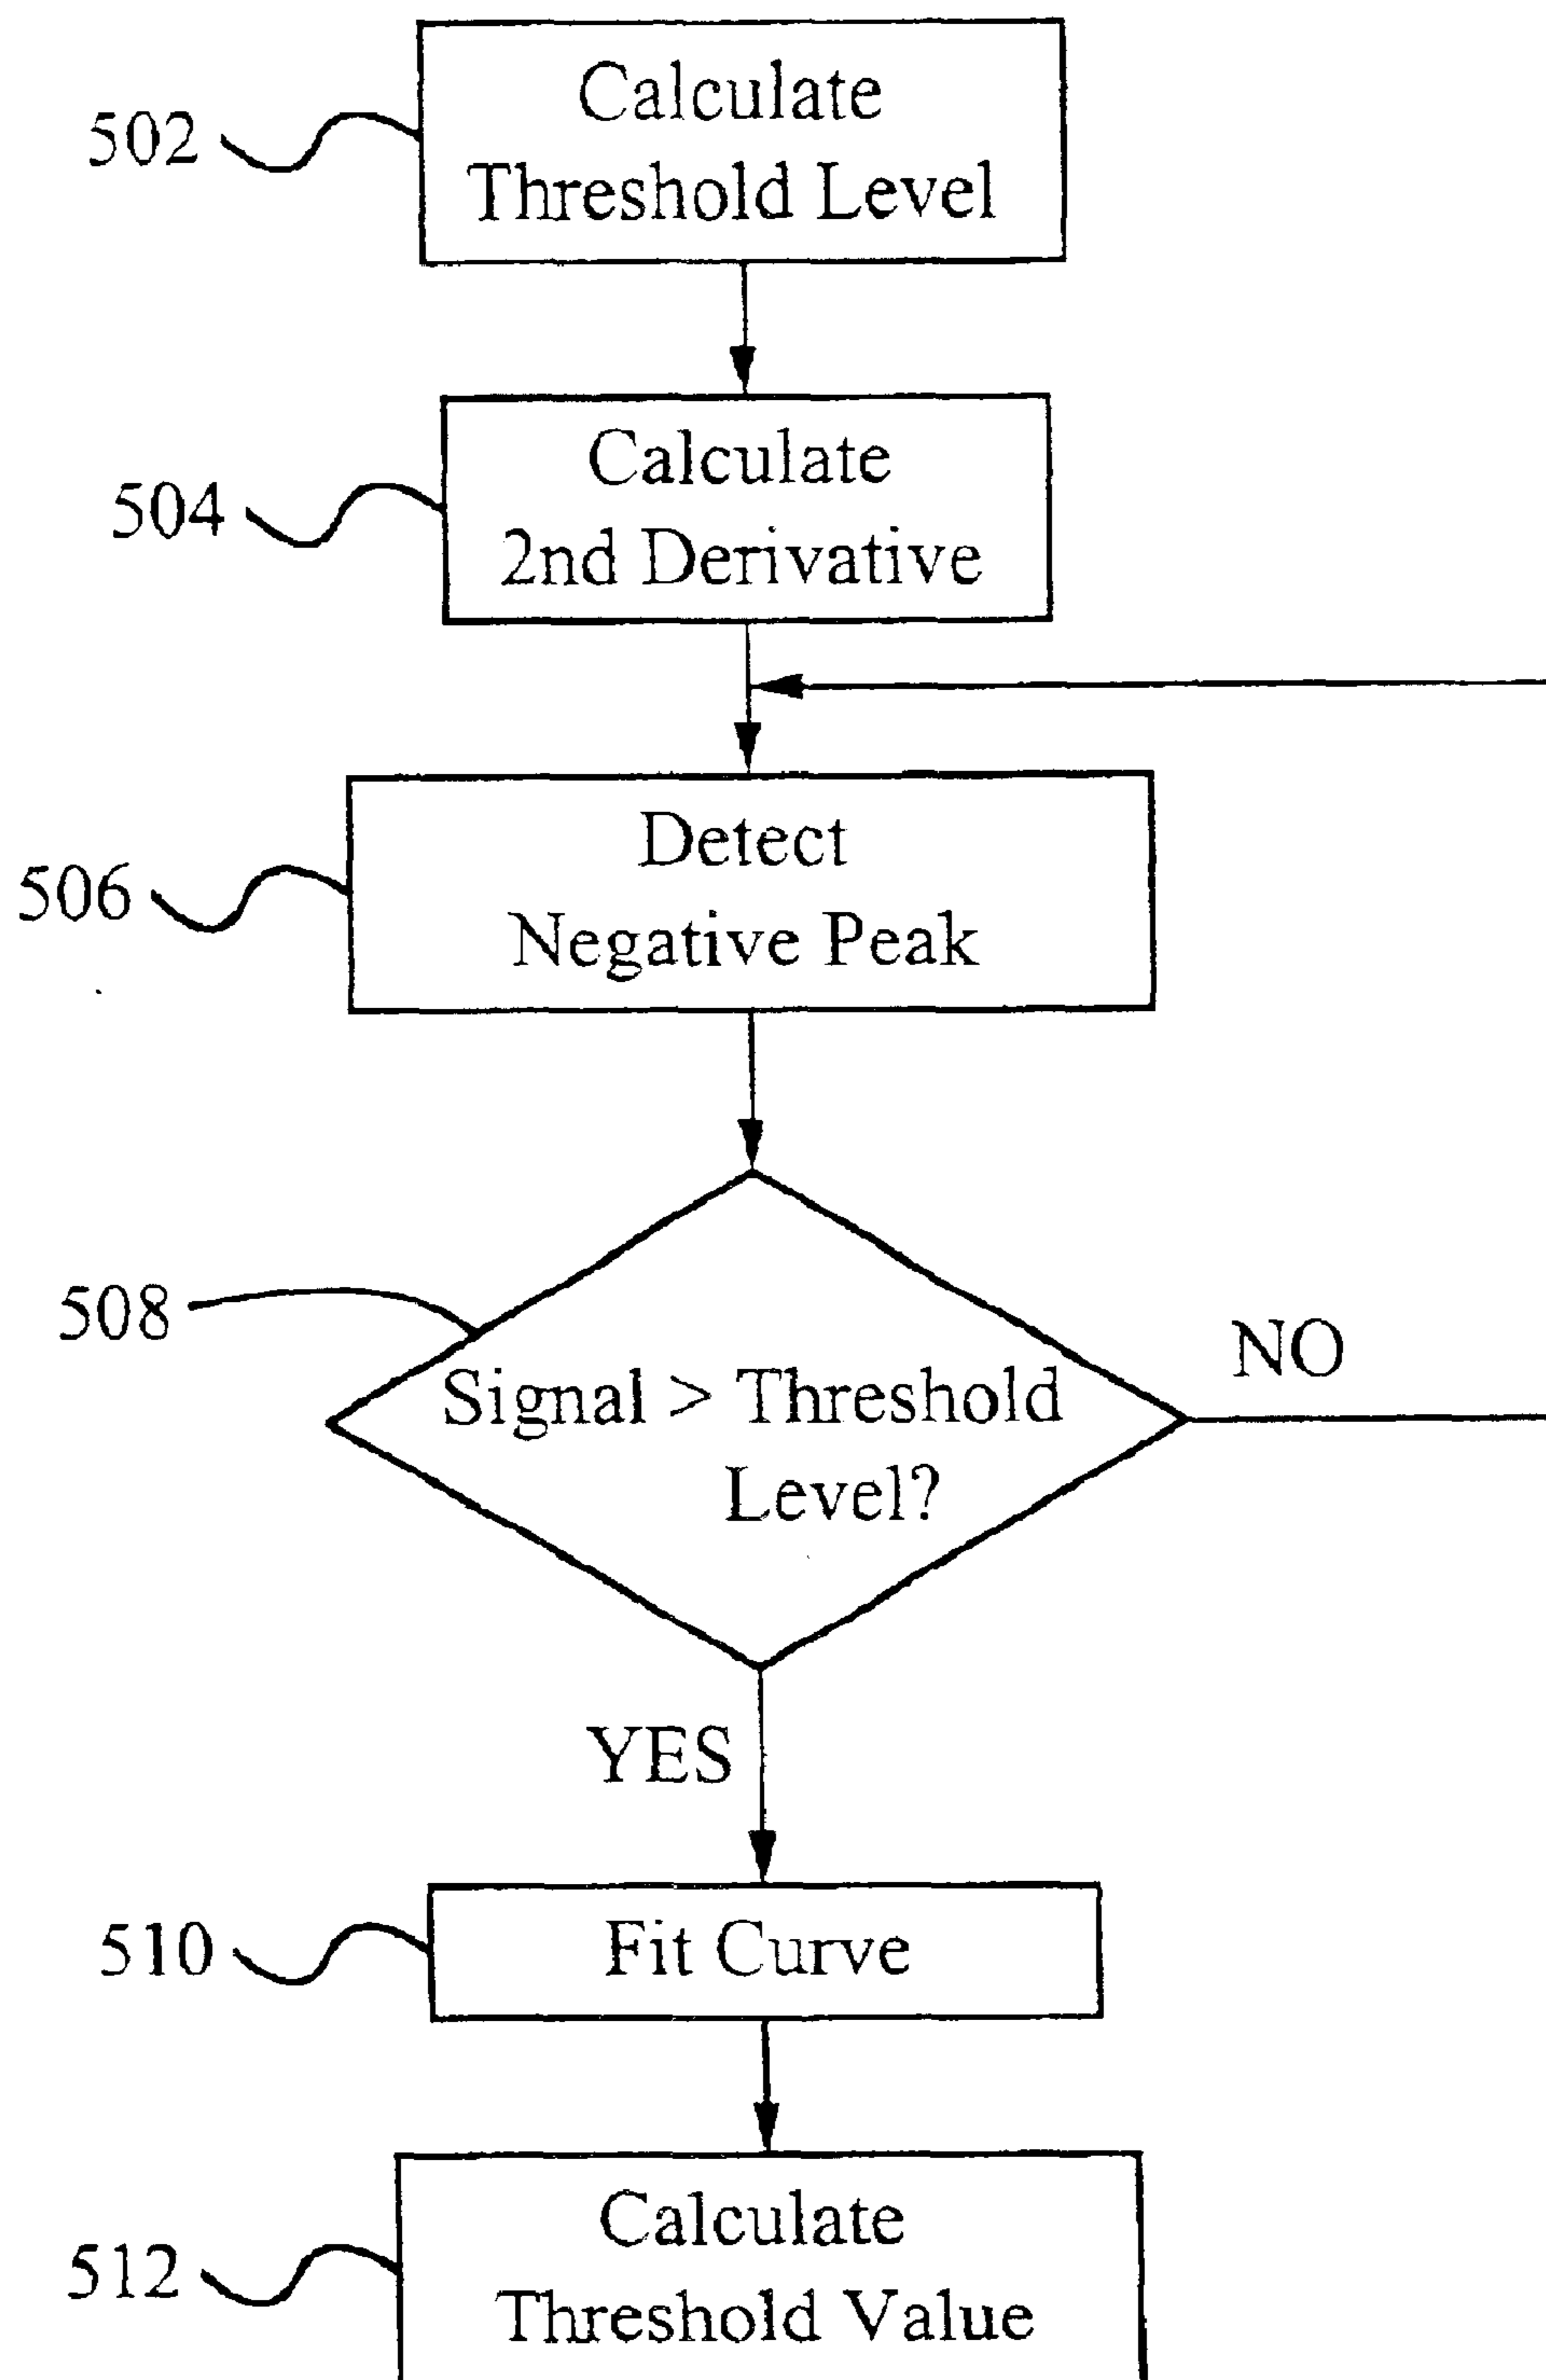 502
Calculate
Threshold Level
504
Calculate
2nd Derivative
506
Detect
Negative Peak
508
Signal > Threshold
Level?
NO
YES
510
Fit Curve
512
Calculate
Threshold Value